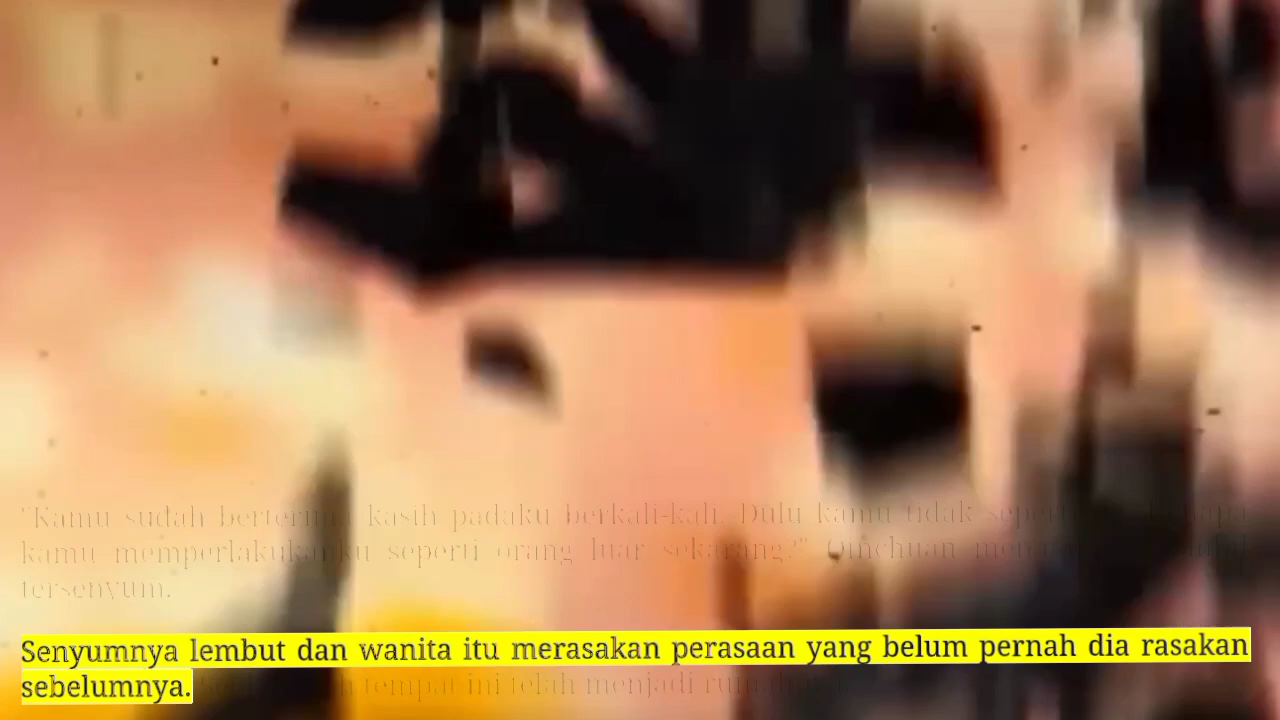 "Kamu sudah berterima kasih padaku berkali-kali. Dulu kamu tidak
kamu memperlakukanku seperti orang luar sekarang?" Qinchuan
tersenyum.
Senyumnya lembut dan wanita itu merasakan perasaan yang belum pernah dia rasakan
sebelumnya. tempat ini telah menjadi